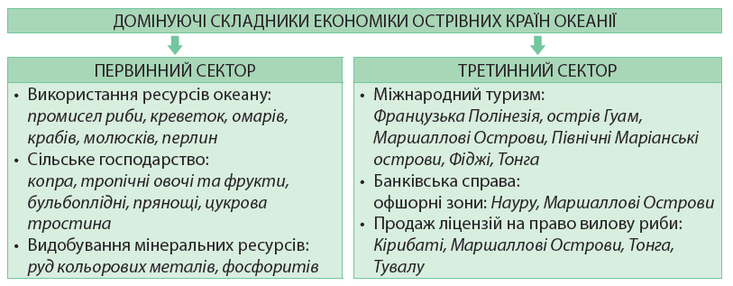 ДОМІНУЮЧІ СКЛАДНИКИ ЕКОНОМІКИ ОСТРІВНИХ КРАЇН ОКЕАНІЇ
ПЕРВИННИЙ СЕКТОР
• Використання ресурсів океану:
промисел риби, креветок, омарів,
крабів, молюсків, перлин
• Сільське господарство:
копра, тропічні овочі та фрукти,
бульбоплідні, прянощі, цукрова
тростина
• Видобування мінеральних ресурсів:
руд кольорових металів, фосфоритів
ТРЕТИННИЙ СЕКТОР
• Міжнародний туризм:
Французька Полінезія, острів Гуам,
Маршаллові Острови, Північні Маріанські
острови, Фіджі, Тонга
• Банківська справа:
офшорні зони: Науру, Маршаллові Острови
• Продаж ліцензій на право вилову риби:
Кірибаті, Маршаллові Острови, Тонга,
Тувалу